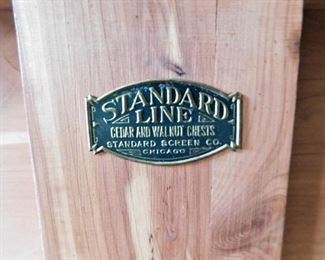 STANDARD
LINE
CEDAR AND WALNUT CHESTS
STANDARD SCREEN CO.
CHICAGO